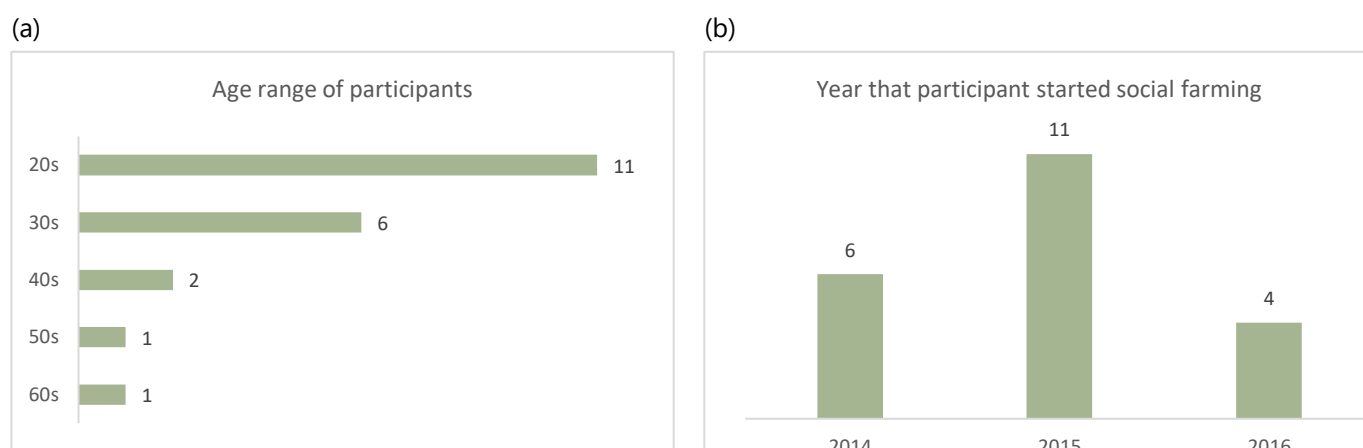 (a)
Age range of participants
20s 11
30s 6
40s 2
50s 1
60s 1
(b)
Year that participant started social farming
11
6
4
2014 2015 2016